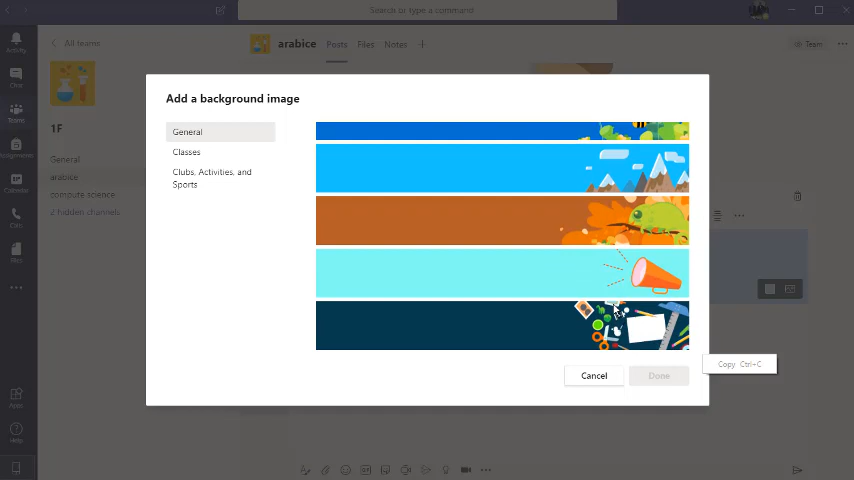 Search or type a command
Activity
Chat
Teams
Assignments
Calendar
Calls
Files
Apps
Help
All teams
1F
General
arabice
compute science
2 hidden channels
arabice Posts Files Notes
Team
Add a background image
General
Classes
Clubs, Activities, and
Sports
Cancel Done
Copy Ctrl+C